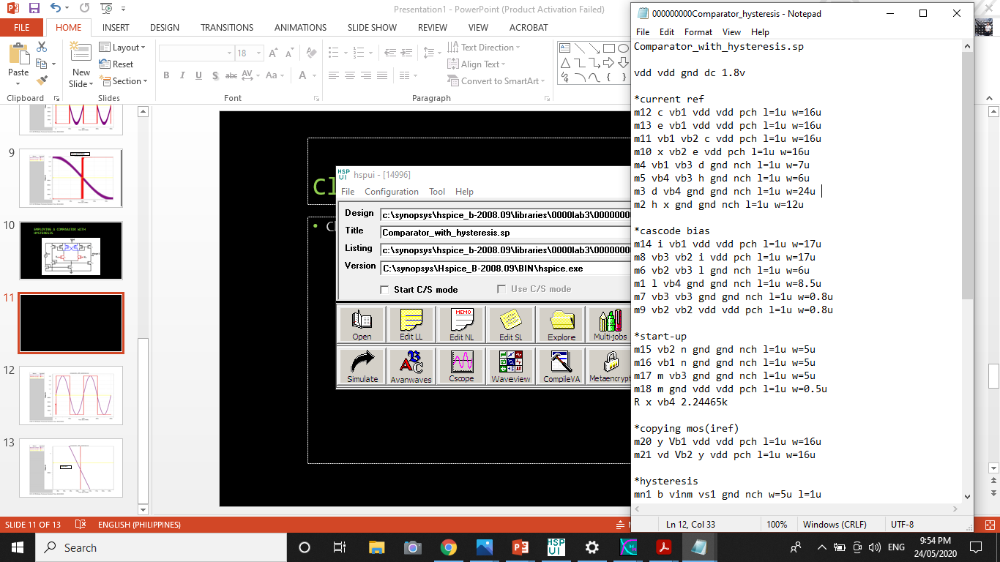 Presentation1 - PowerPoint (Product Activation Failed)
FILE HOME INSERT DESIGN TRANSITIONS ANIMATIONS SLIDE SHOW REVIEW VIEW ACROBAT
Paste
New
Slide
Layout
Reset
Section
18
B I U S abc AV Aa A
Text Direction
Align Text
Convert to SmartArt
Clipboard Slides Font Paragraph
9
10
EMPLOYING A COMPARATOR WITH
HYSTERESIS
11
12
13
hspui - [14996]
File Configuration Tool Help
Design c:\synopsys\hspice_b-2008.09\libraries\0000lab3\0000000
Title Comparator_with_hysteresis.sp
Listing c:\synopsys\hspice_b-2008.09\libraries\0000lab3\0000000
Version C:\synopsys\Hspice_B-2008.09\BIN\hspice.exe
Start C/S mode Use C/S mode
MEMO
Open Edit LL Edit NL Edit SL Explore Multi-jobs
Simulate Avanwaves Cscope Waveview CompileVA Metaencrypt
000000000Comparator_hysteresis - Notepad
File Edit Format View Help
Comparator_with_hysteresis.sp
vdd vdd gnd dc 1.8v
*current ref
m12 c vb1 vdd vdd pch l=1u w=16u
m13 e vb1 vdd vdd pch l=1u w=16u
m11 vb1 vb2 c vdd pch l=1u w=16u
m10 x vb2 e vdd pch l=1u w=16u
m4 vb1 vb3 d gnd nch l=1u w=7u
m5 vb4 vb3 h gnd nch l=1u w=6u
m3 d vb4 gnd gnd nch l=1u w=24u
m2 h x gnd gnd nch l=1u w=12u
*cascode bias
m14 i vb1 vdd vdd pch l=1u w=17u
m8 vb3 vb2 i vdd pch l=1u w=17u
m6 vb2 vb3 l gnd nch l=1u w=6u
m1 l vb4 gnd gnd nch l=1u w=8.5u
m7 vb3 vb3 gnd gnd nch l=1u w=0.8u
m9 vb2 vb2 vdd vdd pch l=1u w=0.8u
*start-up
m15 vb2 n gnd gnd nch l=1u w=5u
m16 vb1 n gnd gnd nch l=1u w=5u
m17 m vb3 gnd gnd nch l=1u w=5u
m18 m gnd vdd vdd pch l=1u w=0.5u
R x vb4 2.24465k
*copying mos(iref)
m20 y Vb1 vdd vdd pch l=1u w=16u
m21 vd Vb2 y vdd pch l=1u w=16u
*hysteresis
mn1 b vinm vs1 gnd nch w=5u l=1u
Ln 12, Col 33 100% Windows (CRLF) UTF-8
SLIDE 11 OF 13 ENGLISH (PHILIPPINES)
Search
HSP
UI
ENG
9:54 PM
24/05/2020